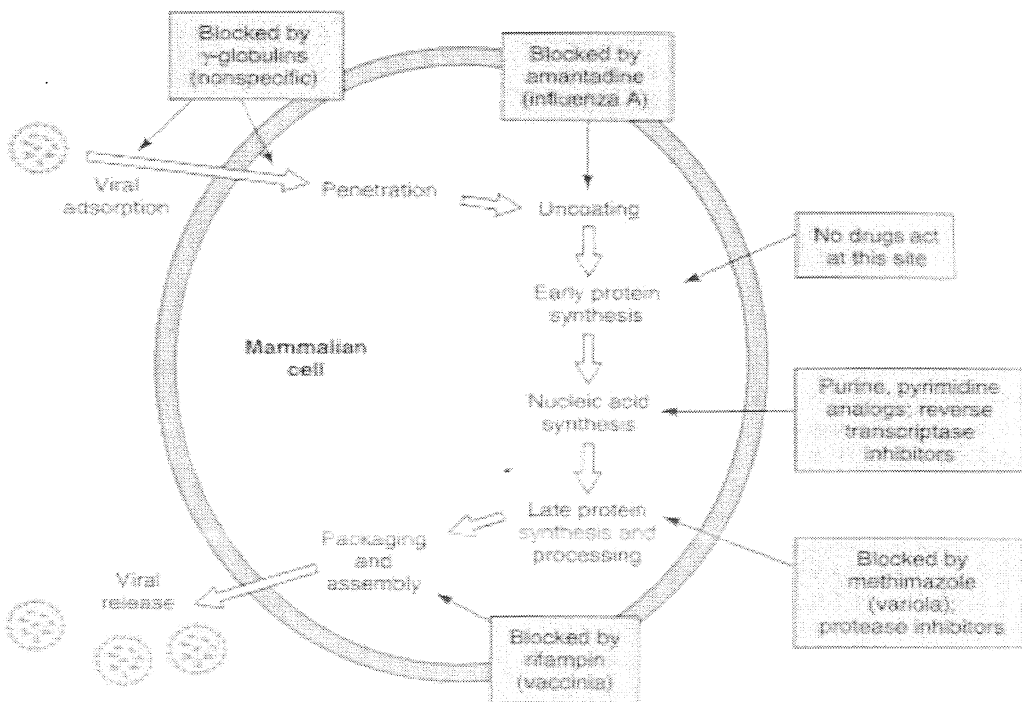 Blocked by
γ-globulins
(nonspecific)
Blocked by
amantadine
(influenza A)
Viral
adsorption
Penetration
Uncoating
No drugs act
at this site
Early protein
synthesis
Mammalian
cell
Nucleic acid
synthesis
Purine, pyrimidine
analogs; reverse
transcriptase
inhibitors
Late protein
synthesis and
processing
Packaging
and
assembly
Viral
release
Blocked by
methimazole
(variola);
protease inhibitors
Blocked by
rifampin
(vaccinia)